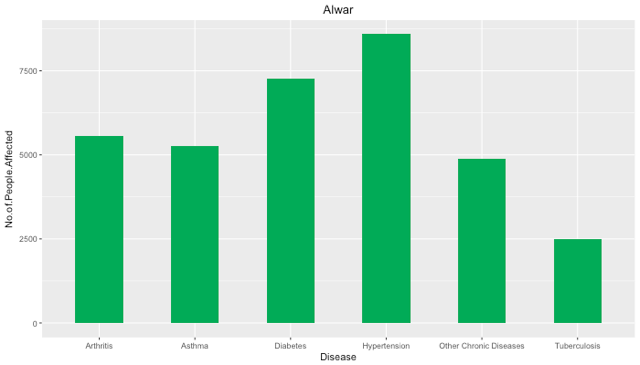 Alwar
No.of.People.Affected
7500
5000
2500
0
Arthritis Asthma Diabetes Hypertension Other Chronic Diseases Tuberculosis
Disease